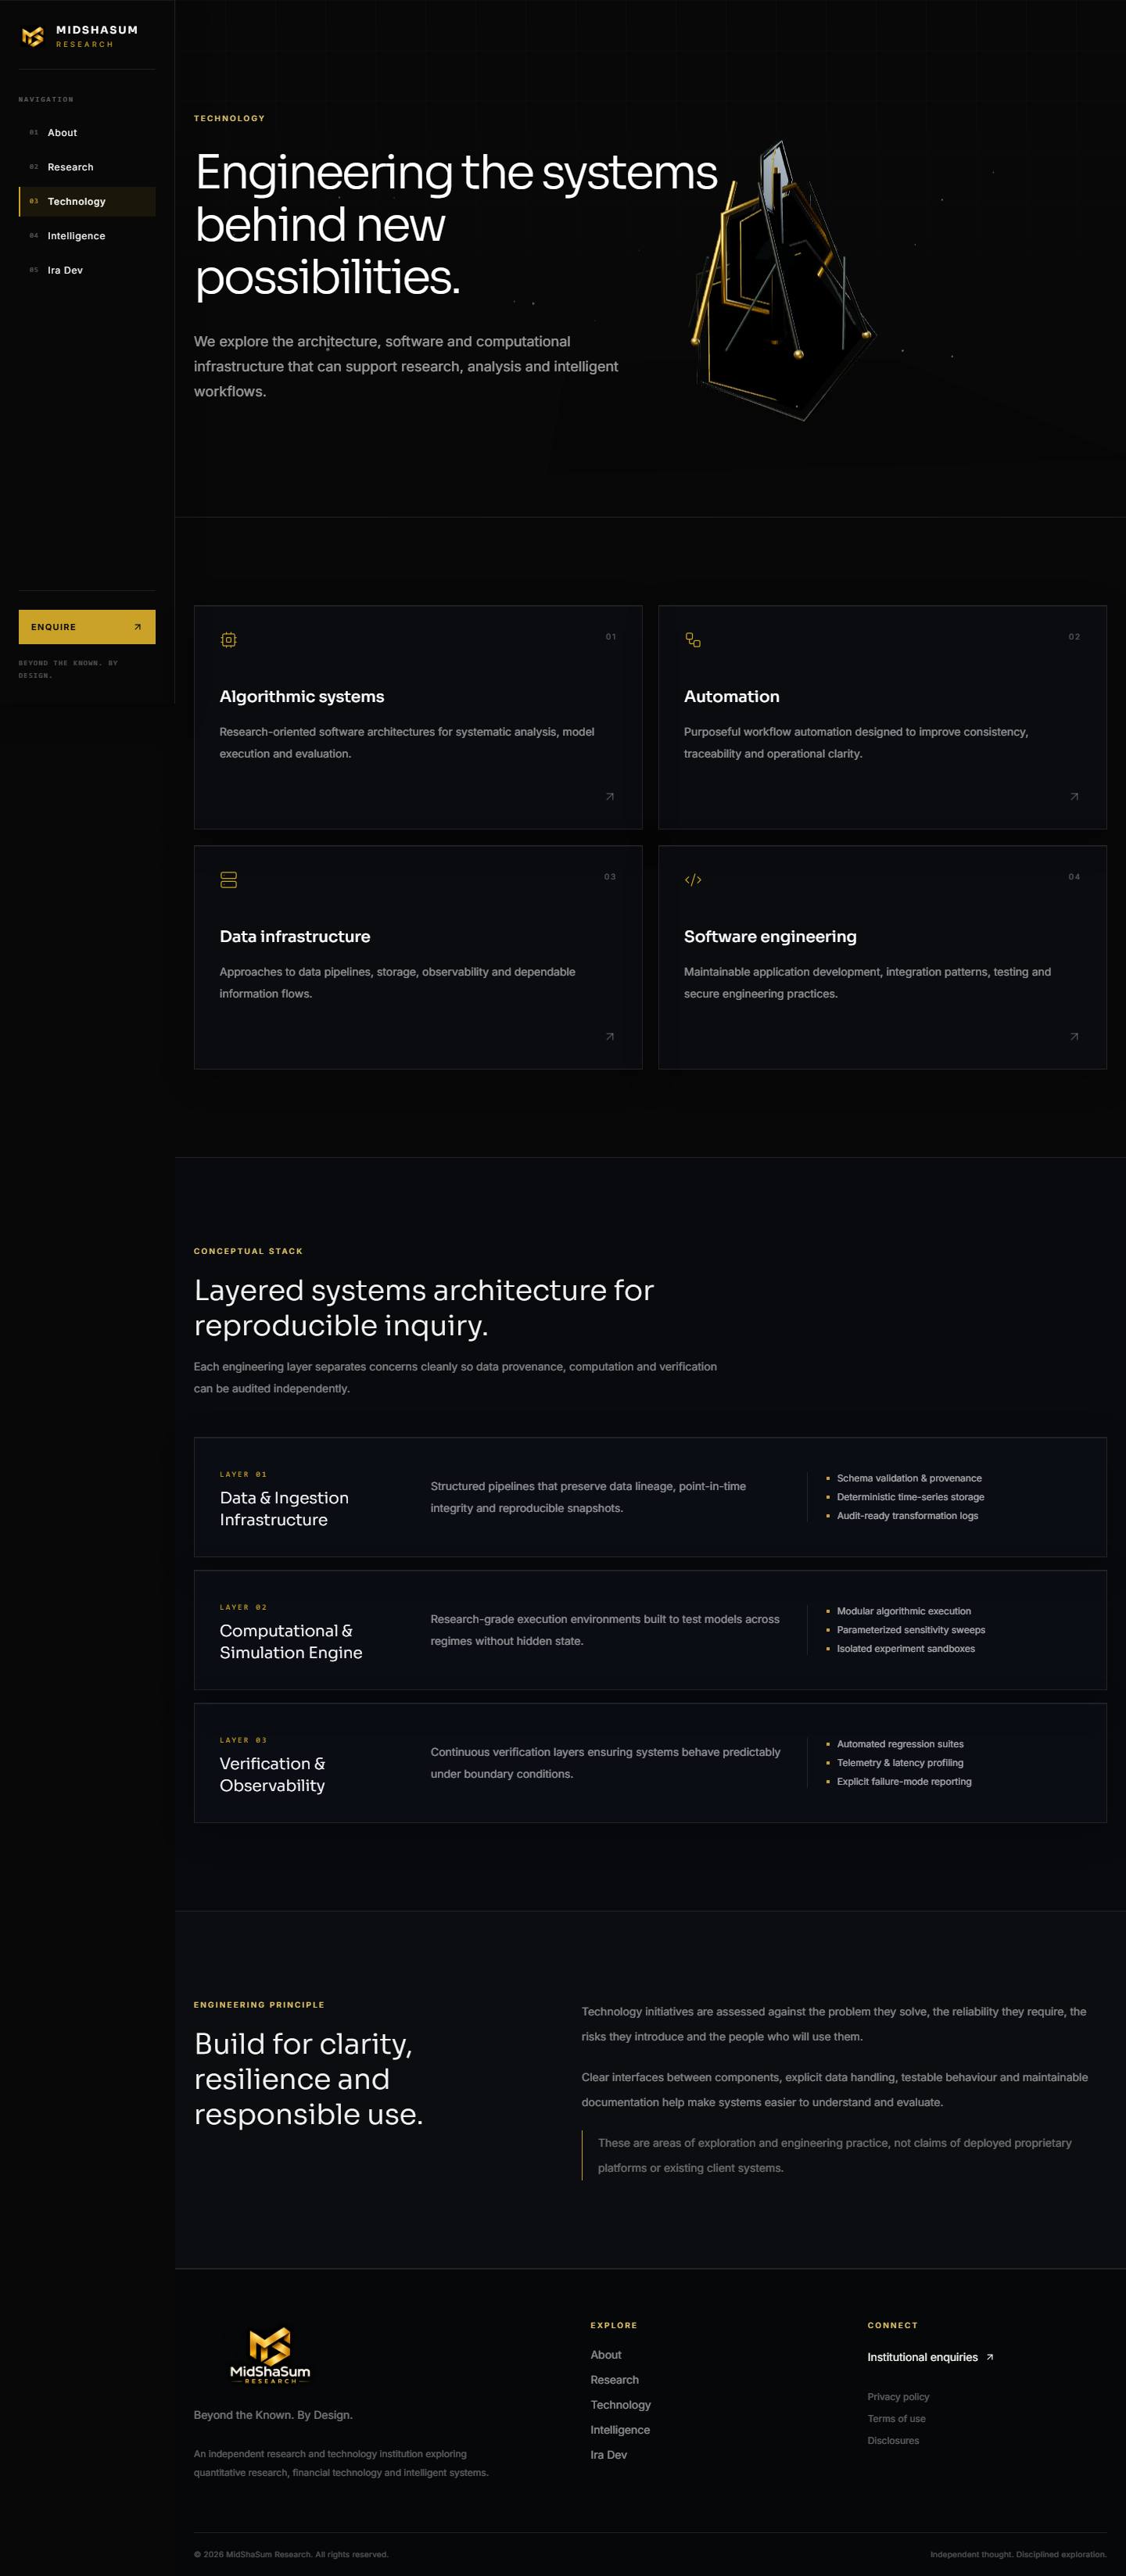 MIDSHASUM
RESEARCH
NAVIGATION
01 About
02 Research
03 Technology
04 Intelligence
05 Ira Dev
ENQUIRE
BEYOND THE KNOWN. BY
DESIGN.
TECHNOLOGY
Engineering the systems
behind new
possibilities.
We explore the architecture, software and computational
infrastructure that can support research, analysis and intelligent
workflows.
01
Algorithmic systems
Research-oriented software architectures for systematic analysis, model
execution and evaluation.
02
Automation
Purposeful workflow automation designed to improve consistency,
traceability and operational clarity.
03
Data infrastructure
Approaches to data pipelines, storage, observability and dependable
information flows.
04
Software engineering
Maintainable application development, integration patterns, testing and
secure engineering practices.
CONCEPTUAL STACK
Layered systems architecture for
reproducible inquiry.
Each engineering layer separates concerns cleanly so data provenance, computation and verification
can be audited independently.
LAYER 01
Data & Ingestion
Infrastructure
Structured pipelines that preserve data lineage, point-in-time
integrity and reproducible snapshots.
Schema validation & provenance
Deterministic time-series storage
Audit-ready transformation logs
LAYER 02
Computational &
Simulation Engine
Research-grade execution environments built to test models across
regimes without hidden state.
Modular algorithmic execution
Parameterized sensitivity sweeps
Isolated experiment sandboxes
LAYER 03
Verification &
Observability
Continuous verification layers ensuring systems behave predictably
under boundary conditions.
Automated regression suites
Telemetry & latency profiling
Explicit failure-mode reporting
ENGINEERING PRINCIPLE
Build for clarity,
resilience and
responsible use.
Technology initiatives are assessed against the problem they solve, the reliability they require, the
risks they introduce and the people who will use them.
Clear interfaces between components, explicit data handling, testable behaviour and maintainable
documentation help make systems easier to understand and evaluate.
These are areas of exploration and engineering practice, not claims of deployed proprietary
platforms or existing client systems.
MidShaSum
RESEARCH
Beyond the Known. By Design.
An independent research and technology institution exploring
quantitative research, financial technology and intelligent systems.
EXPLORE
About
Research
Technology
Intelligence
Ira Dev
CONNECT
Institutional enquiries
Privacy policy
Terms of use
Disclosures
© 2026 MidShaSum Research. All rights reserved.
Independent thought. Disciplined exploration.